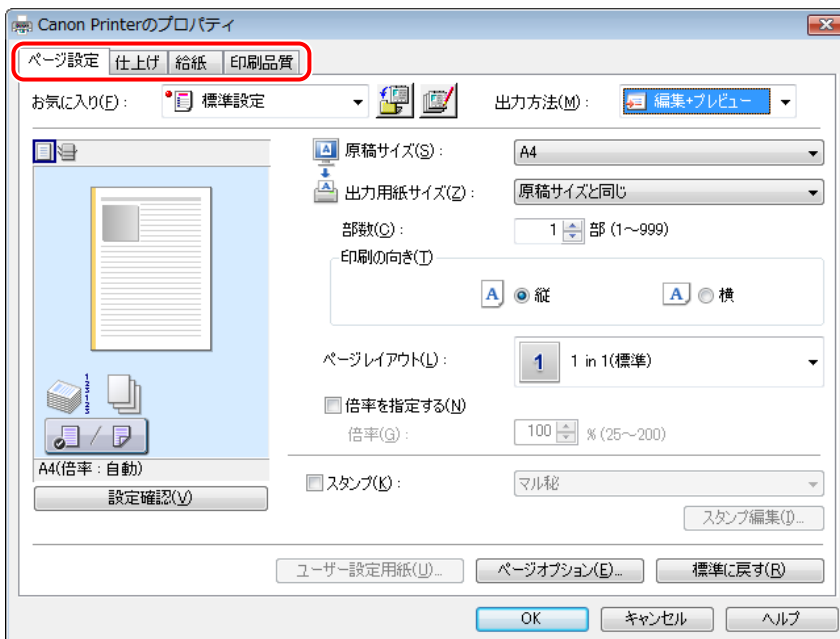 Canon Printerのプロパティ
ページ設定 仕上げ 給紙 印刷品質
お気に入り(F): 標準設定 出力方法(M): 編集+プレビュー
原稿サイズ(S): A4
出力用紙サイズ(Z): 原稿サイズと同じ
部数(C): 1 部 (1～999)
印刷の向き(T)
A 縦 A 横
ページレイアウト(L): 1 1 in 1(標準)
倍率を指定する(N)
倍率(G): 100 % (25～200)
A4(倍率:自動)
設定確認(V)
スタンプ(K): マル秘
スタンプ編集(I)...
ユーザー設定用紙(U)... ページオプション(E)... 標準に戻す(R)
OK キャンセル ヘルプ